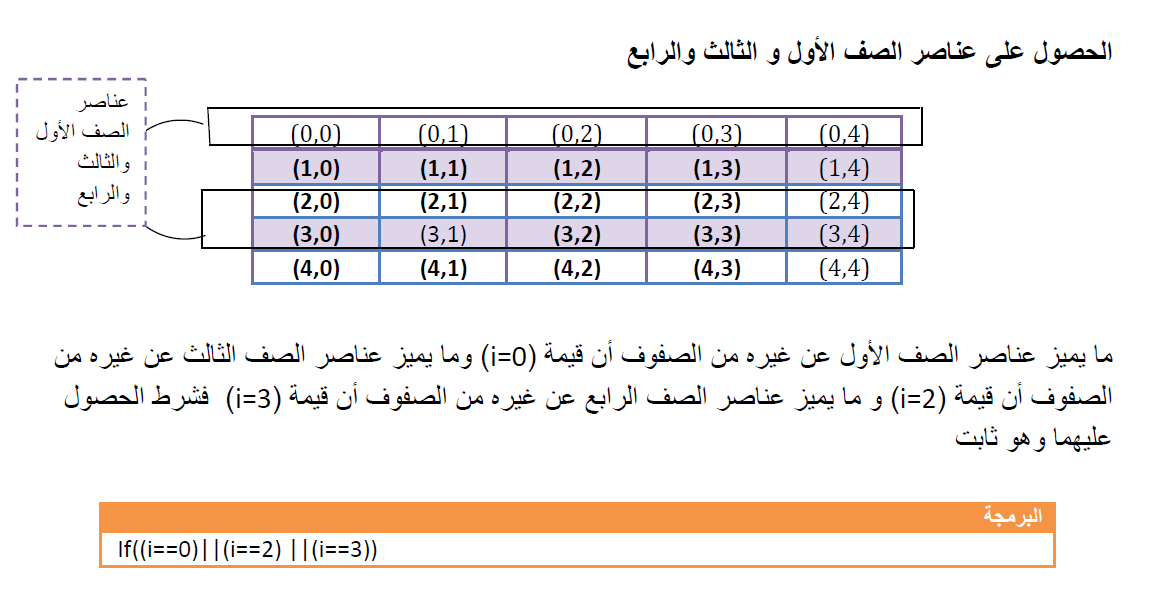 الحصول على عناصر الصف الأول و الثالث والرابع
عناصر
الصف الأول
والثالث
والرابع
(0,0) (0,1) (0,2) (0,3) (0,4)
(1,0) (1,1) (1,2) (1,3) (1,4)
(2,0) (2,1) (2,2) (2,3) (2,4)
(3,0) (3,1) (3,2) (3,3) (3,4)
(4,0) (4,1) (4,2) (4,3) (4,4)
ما يميز عناصر الصف الأول عن غيره من الصفوف أن قيمة (i=0) وما يميز عناصر الصف الثالث عن غيره من
الصفوف أن قيمة (i=2) و ما يميز عناصر الصف الرابع عن غيره من الصفوف أن قيمة (i=3) فشرط الحصول
عليهما وهو ثابت
البرمجة
If((i==0)||(i==2) ||(i==3))